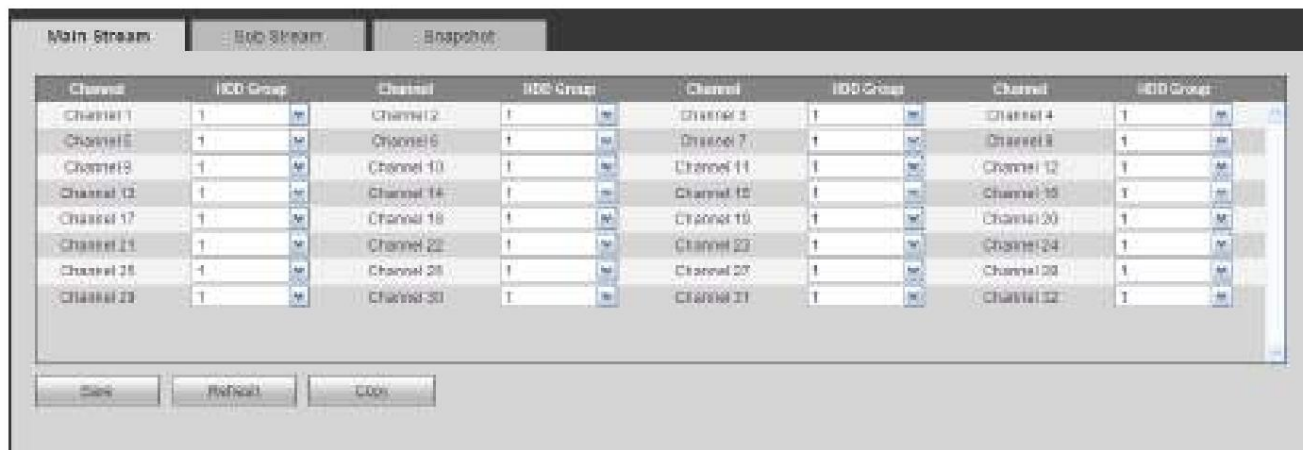 Main Stream Sub Stream Snapshot
Channel HDD Group Channel HDD Group Channel HDD Group Channel HDD Group
Channel 1 1 Channel 2 1 Channel 3 1 Channel 4 1
Channel 5 1 Channel 6 1 Channel 7 1 Channel 8 1
Channel 9 1 Channel 10 1 Channel 11 1 Channel 12 1
Channel 13 1 Channel 14 1 Channel 15 1 Channel 16 1
Channel 17 1 Channel 18 1 Channel 19 1 Channel 20 1
Channel 21 1 Channel 22 1 Channel 23 1 Channel 24 1
Channel 25 1 Channel 26 1 Channel 27 1 Channel 28 1
Channel 29 1 Channel 30 1 Channel 31 1 Channel 32 1
Save Refresh Copy